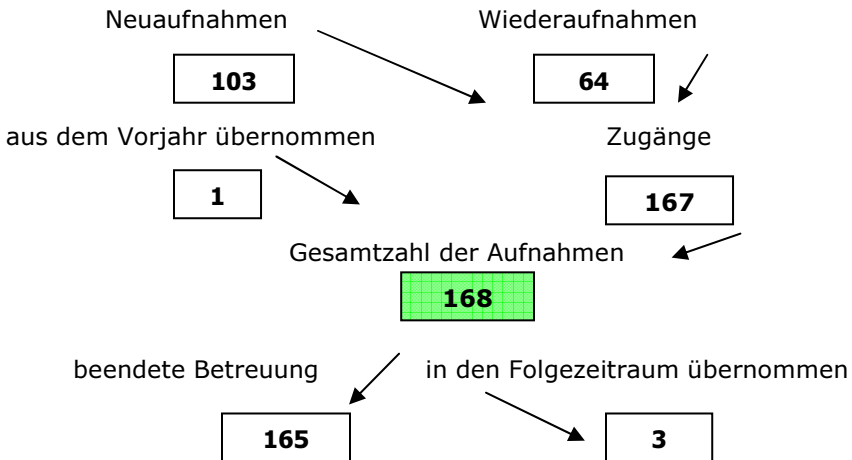 Neuaufnahmen Wiederaufnahmen
103 64
aus dem Vorjahr übernommen Zugänge
1 167
Gesamtzahl der Aufnahmen
168
beendete Betreuung in den Folgezeitraum übernommen
165 3